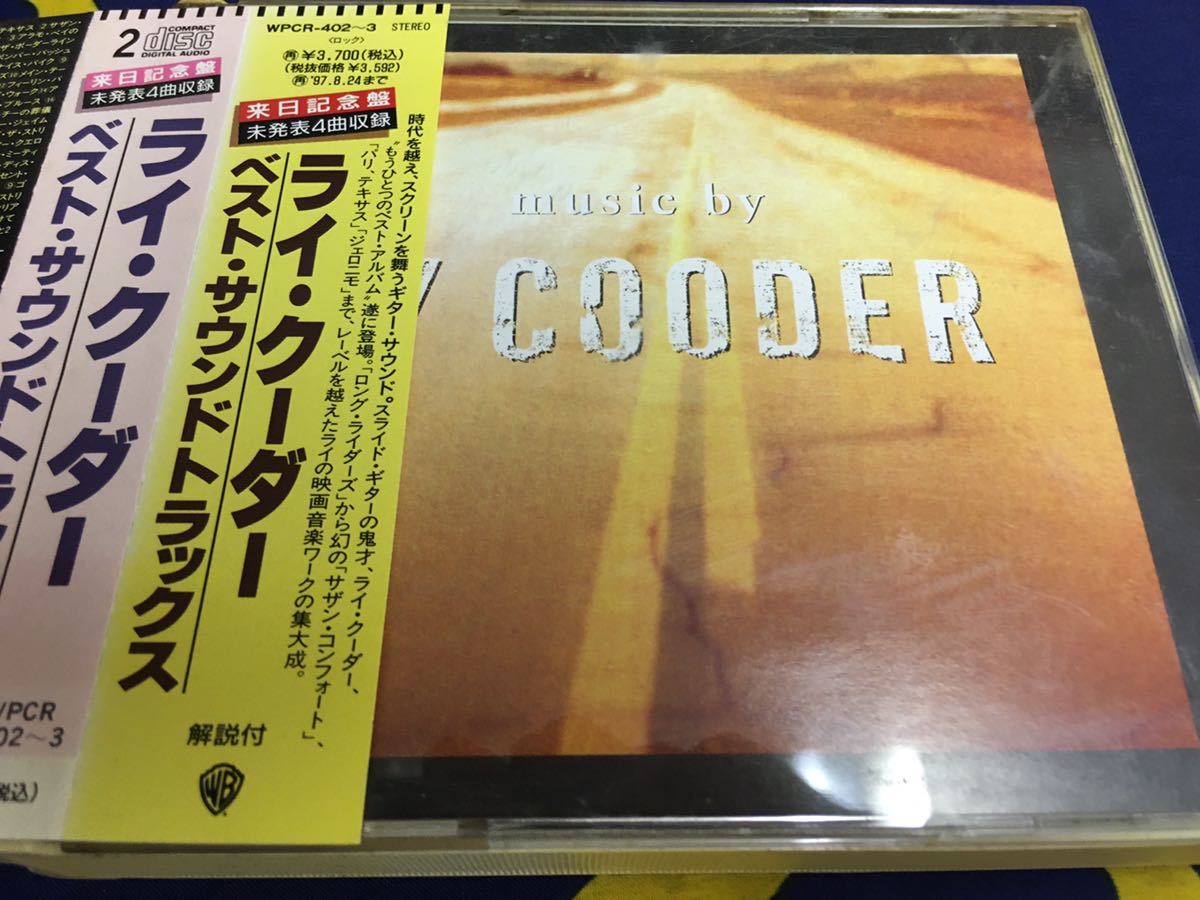 WPCR-402～3 STEREO
〈ロック〉
再¥3,700(税込)
(税抜価格 ¥3,592)
再'97.8.24まで
来日記念盤
未発表4曲収録
ライ・クーダー
ベスト・サウンドトラックス
時代を越え、スクリーンを舞うギター・サウンド。スライド・ギターの鬼才、ライ・クーダー、
“もうひとつのベスト・アルバム”遂に登場。「ロング・ライダーズ」から幻の「サザン・コンフォート」、
「パリ、テキサス」「ジェロニモ」まで、レーベルを越えたライの映画音楽ワークの集大成。
解説付
WB
2
COMPACT
disc
DIGITAL AUDIO
来日記念盤
未発表4曲収録
ライ・クーダー
ベスト・サウンドトラ
WPCR
02～3
税込)
music by
Y COODER